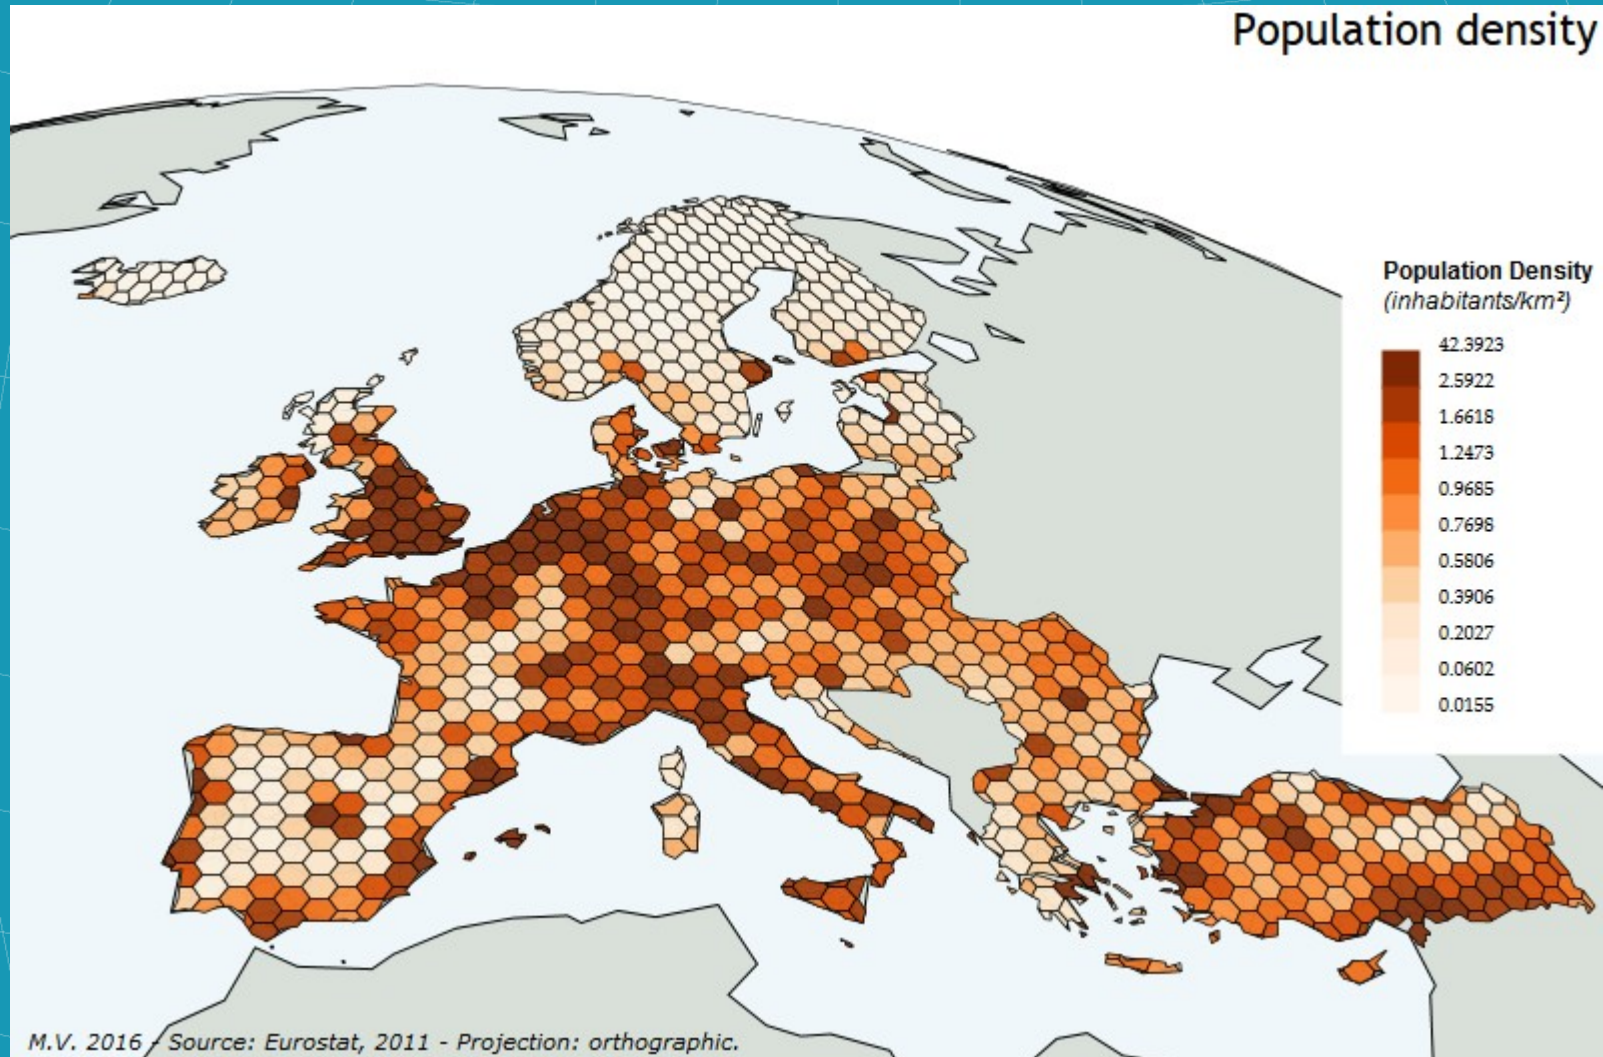 Population density
Population Density
(inhabitants/km²)
42.3923
2.5922
1.6618
1.2473
0.9685
0.7698
0.5806
0.3906
0.2027
0.0602
0.0155
M.V. 2016 - Source: Eurostat, 2011 - Projection: orthographic.